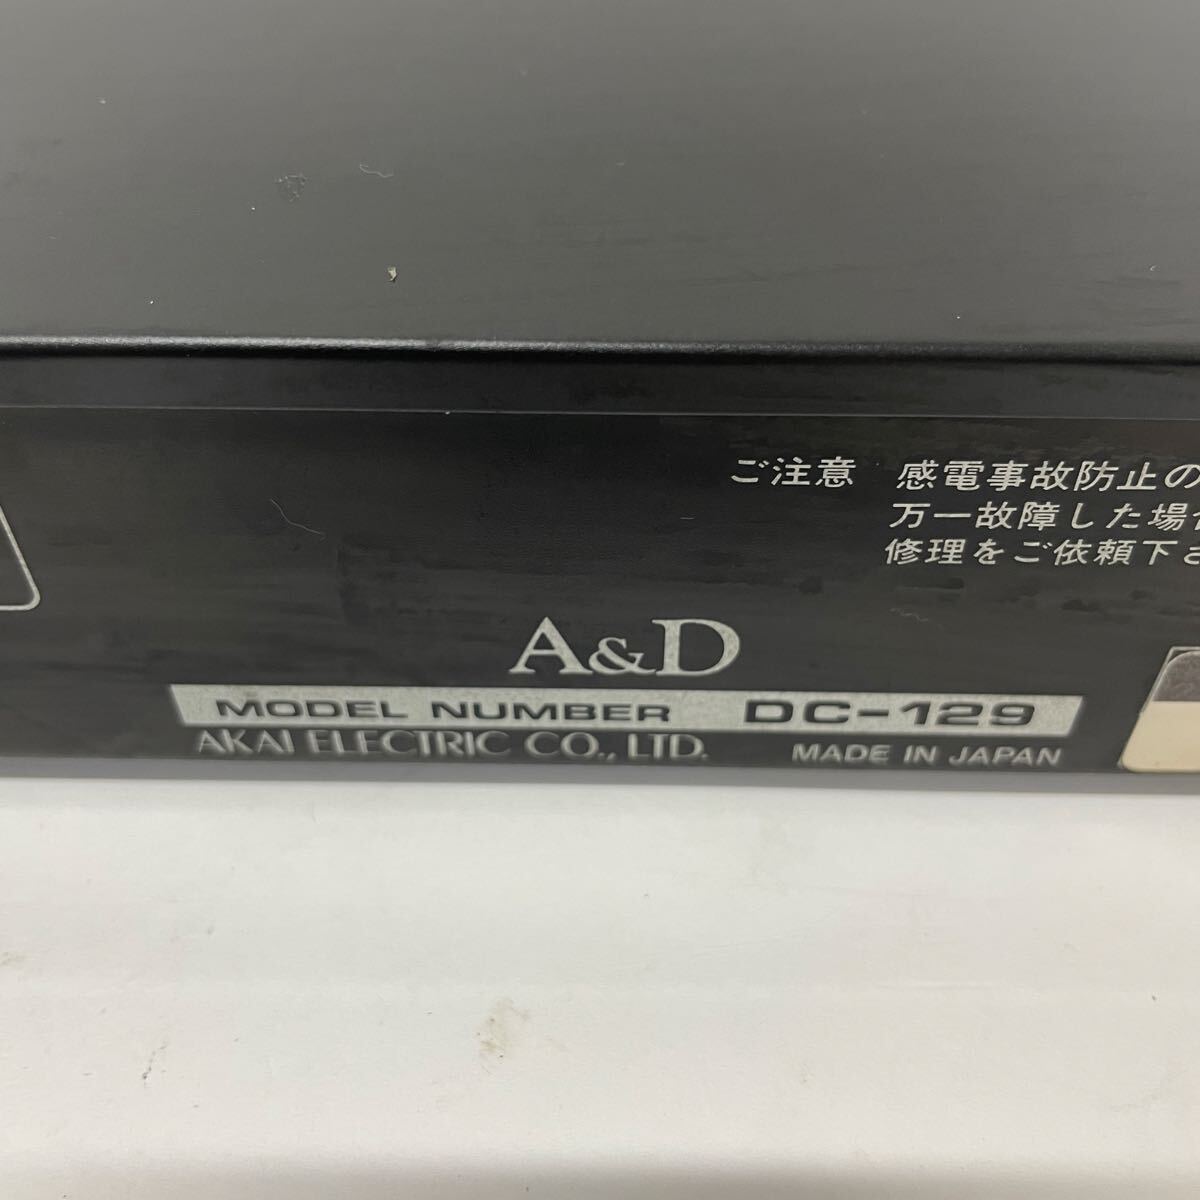 ご注意 感電事故防止の
万一故障した場合
修理をご依頼下さ
A&D
MODEL NUMBER DC-129
AKAI ELECTRIC CO., LTD. MADE IN JAPAN